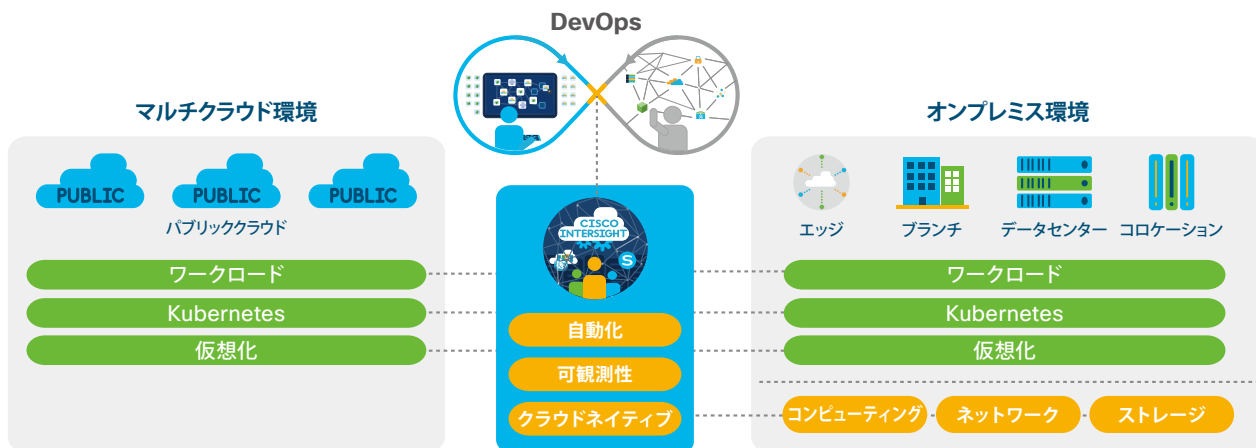 DevOps
マルチクラウド環境
PUBLIC
PUBLIC
PUBLIC
パブリッククラウド
ワークロード
Kubernetes
仮想化
CISCO
INTERSIGHT
S
自動化
可観測性
クラウドネイティブ
オンプレミス環境
エッジ
ブランチ
データセンター
コロケーション
ワークロード
Kubernetes
仮想化
コンピューティング
ネットワーク
ストレージ